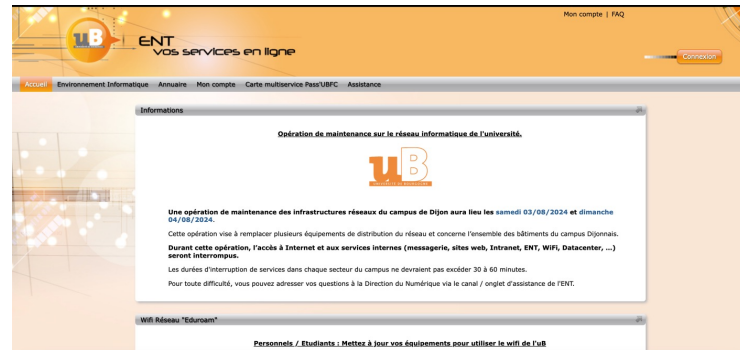 Mon compte | FAQ
uB
ENT
vos services en ligne
Connexion
Accueil Environnement Informatique Annuaire Mon compte Carte multiservice Pass'UBFC Assistance
Informations
Opération de maintenance sur le réseau informatique de l'université.
uB
UNIVERSITÉ DE BOURGOGNE
Une opération de maintenance des infrastructures réseaux du campus de Dijon aura lieu les samedi 03/08/2024 et dimanche
04/08/2024.
Cette opération vise à remplacer plusieurs équipements de distribution du réseau et concerne l'ensemble des bâtiments du campus Dijonnais.
Durant cette opération, l'accès à Internet et aux services internes (messagerie, sites web, Intranet, ENT, WiFi, Datacenter, ...)
seront interrompus.
Les durées d'interruption de services dans chaque secteur du campus ne devraient pas excéder 30 à 60 minutes.
Pour toute difficulté, vous pouvez adresser vos questions à la Direction du Numérique via le canal / onglet d'assistance de l'ENT.
Wifi Réseau "Eduroam"
Personnels / Etudiants : Mettez à jour vos équipements pour utiliser le wifi de l'uB